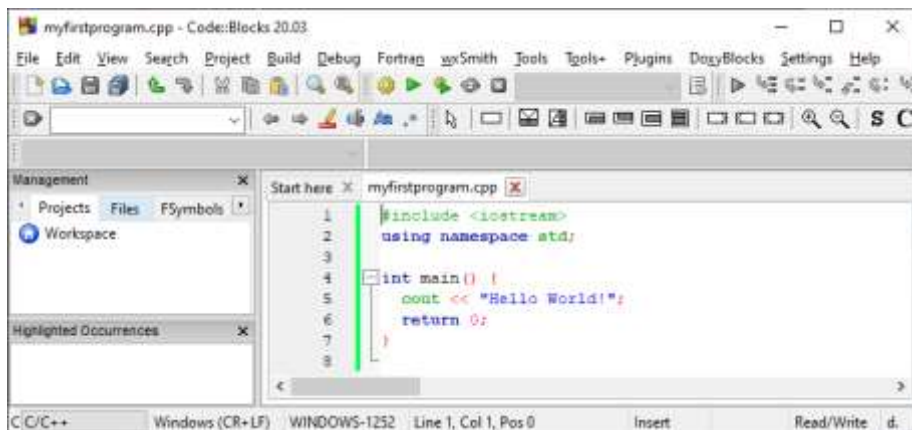 myfirstprogram.cpp - Code::Blocks 20.03
File Edit View Search Project Build Debug Fortran wxSmith Tools Tools+ Plugins DoxyBlocks Settings Help
S C
Management
Projects Files FSymbols
Workspace
Highlighted Occurrences
Start here myfirstprogram.cpp
1 #include <iostream>
2 using namespace std;
3
4 int main() {
5 cout << "Hello World!";
6 return 0;
7 }
8
C C/C++ Windows (CR+LF) WINDOWS-1252 Line 1, Col 1, Pos 0 Insert Read/Write d.